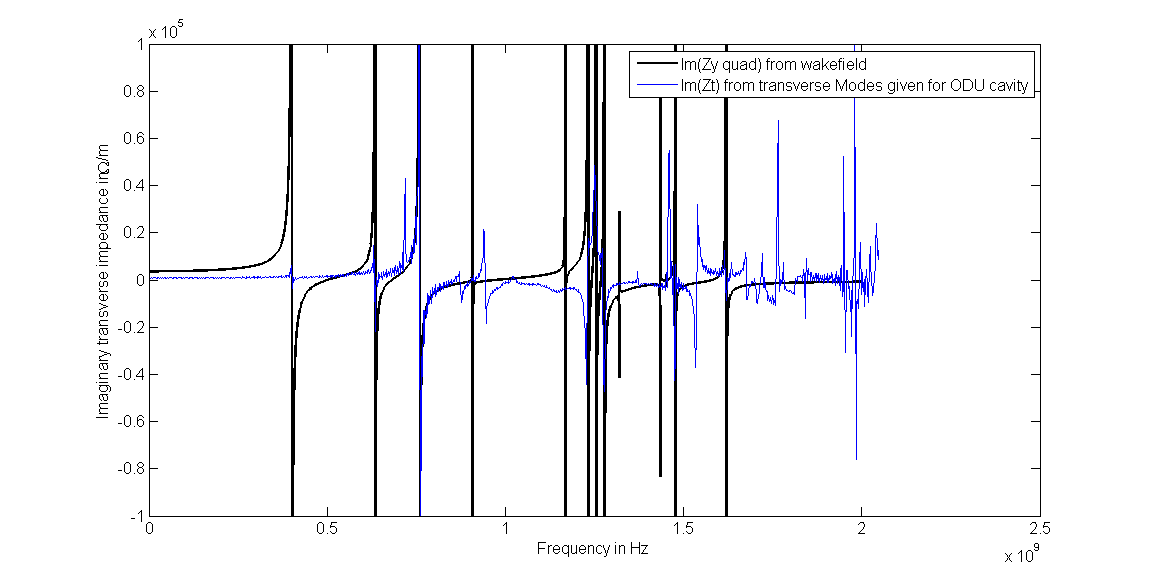 x 10^5
1
0.8
0.6
0.4
0.2
0
-0.2
-0.4
-0.6
-0.8
-1
Imaginary transverse impedance inΩ/m
Im(Zy quad) from wakefield
Im(Zt) from transverse Modes given for ODU cavity
0 0.5 1 1.5 2 2.5
Frequency in Hz
x 10^9